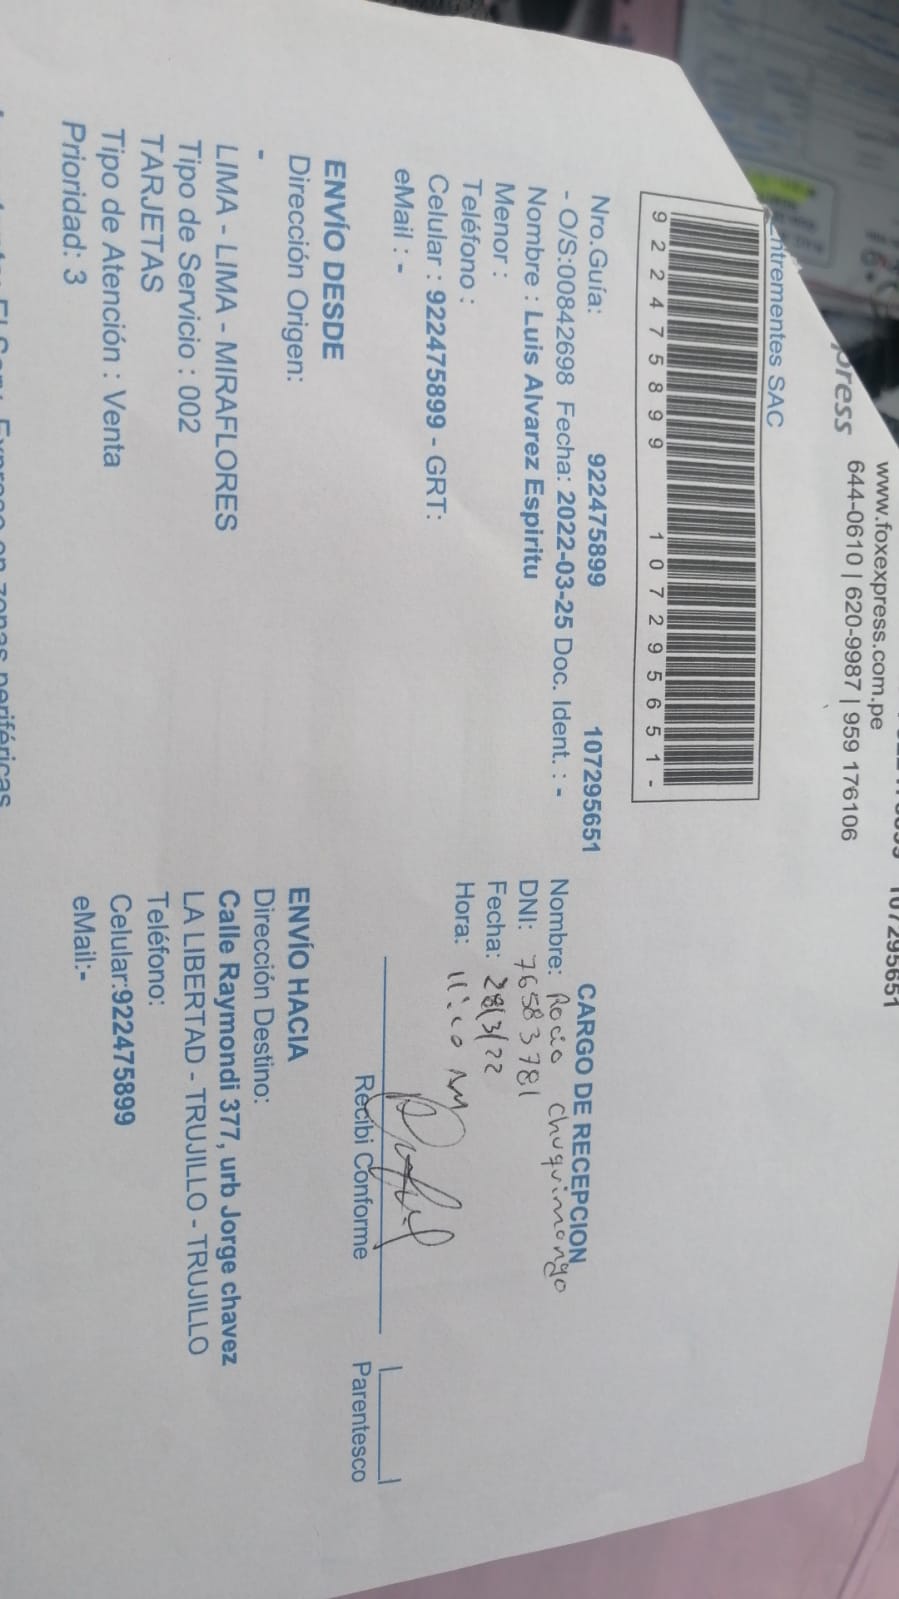 107295651
www.foxexpress.com.pe
press 644-0610 | 620-9987 | 959 176106
ntrementes SAC
9 2 2 4 7 5 8 9 9 1 0 7 2 9 5 6 5 1 -
Nro.Guía: 922475899 107295651
- O/S:00842698 Fecha: 2022-03-25 Doc. Ident. : -
Nombre : Luis Alvarez Espiritu
Menor :
Teléfono :
Celular : 922475899 - GRT:
eMail : -
CARGO DE RECEPCION
Nombre: Rocio chuquimango
DNI: 76583781
Fecha: 28/3/22
Hora: 11:00 AM
Recibi Conforme
Parentesco
ENVÍO DESDE
Dirección Origen:
-
LIMA - LIMA - MIRAFLORES
Tipo de Servicio : 002
TARJETAS
Tipo de Atención : Venta
Prioridad: 3
ENVÍO HACIA
Dirección Destino:
Calle Raymondi 377, urb Jorge chavez
LA LIBERTAD - TRUJILLO - TRUJILLO
Teléfono:
Celular:922475899
eMail:-
en zonas periféricas